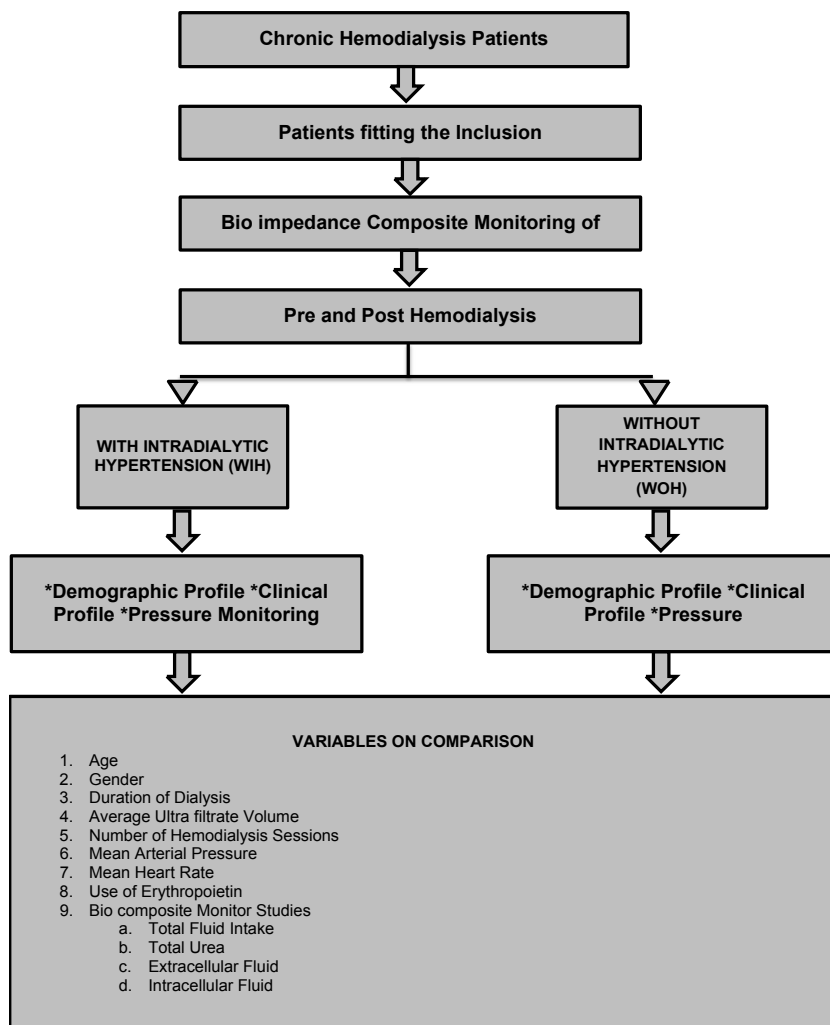 Chronic Hemodialysis Patients
Patients fitting the Inclusion
Bio impedance Composite Monitoring of
Pre and Post Hemodialysis
WITH INTRADIALYTIC
HYPERTENSION (WIH)
WITHOUT
INTRADIALYTIC
HYPERTENSION
(WOH)
*Demographic Profile *Clinical
Profile *Pressure Monitoring
*Demographic Profile *Clinical
Profile *Pressure
VARIABLES ON COMPARISON
1. Age
2. Gender
3. Duration of Dialysis
4. Average Ultra filtrate Volume
5. Number of Hemodialysis Sessions
6. Mean Arterial Pressure
7. Mean Heart Rate
8. Use of Erythropoietin
9. Bio composite Monitor Studies
a. Total Fluid Intake
b. Total Urea
c. Extracellular Fluid
d. Intracellular Fluid